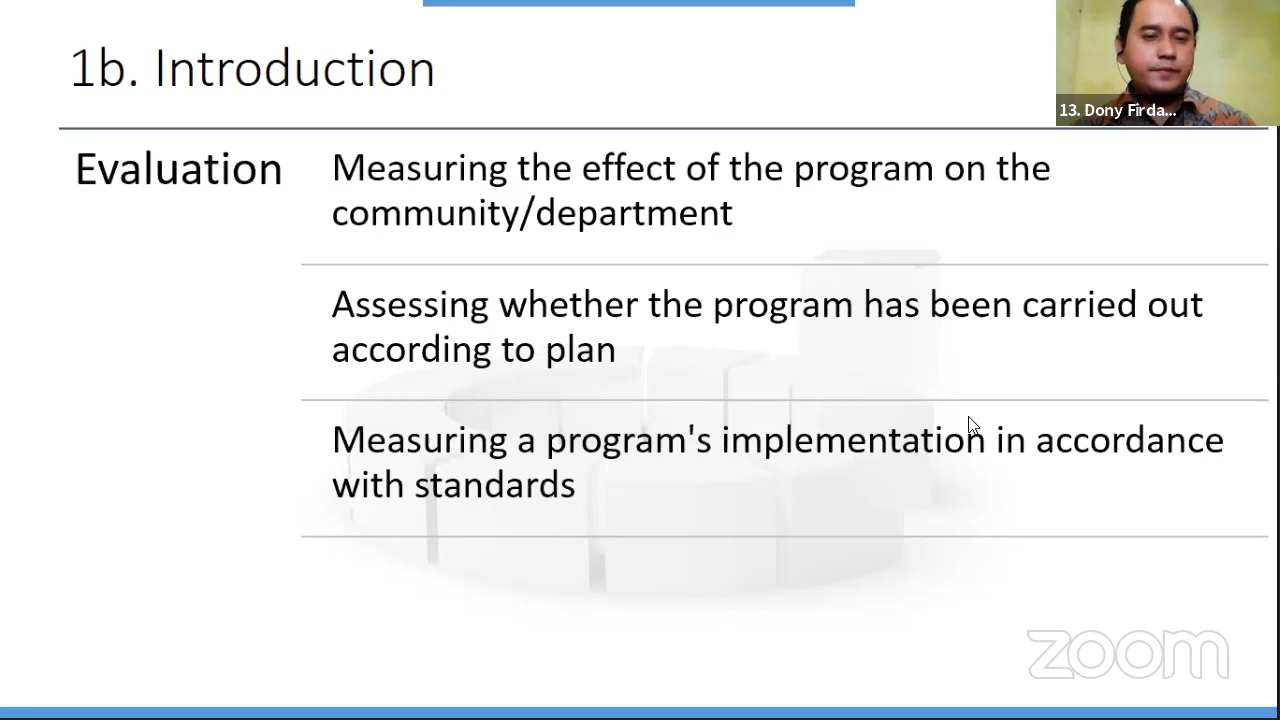 1b. Introduction
13. Dony Firda...
Evaluation
Measuring the effect of the program on the
community/department
Assessing whether the program has been carried out
according to plan
Measuring a program's implementation in accordance
with standards
zoom